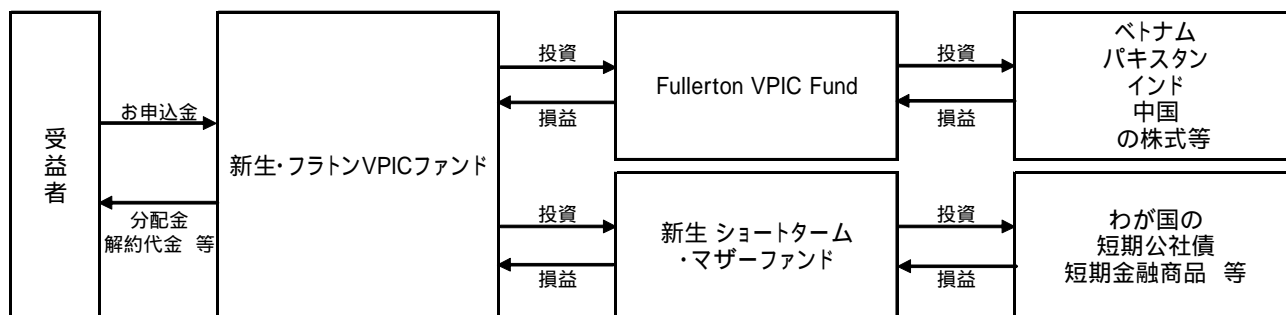 受益者
お申込金
分配金
解約代金 等
新生・フラトンVPICファンド
投資
損益
Fullerton VPIC Fund
投資
損益
ベトナム
パキスタン
インド
中国
の株式等
投資
損益
新生 ショートターム
・マザーファンド
投資
損益
わが国の
短期公社債
短期金融商品 等